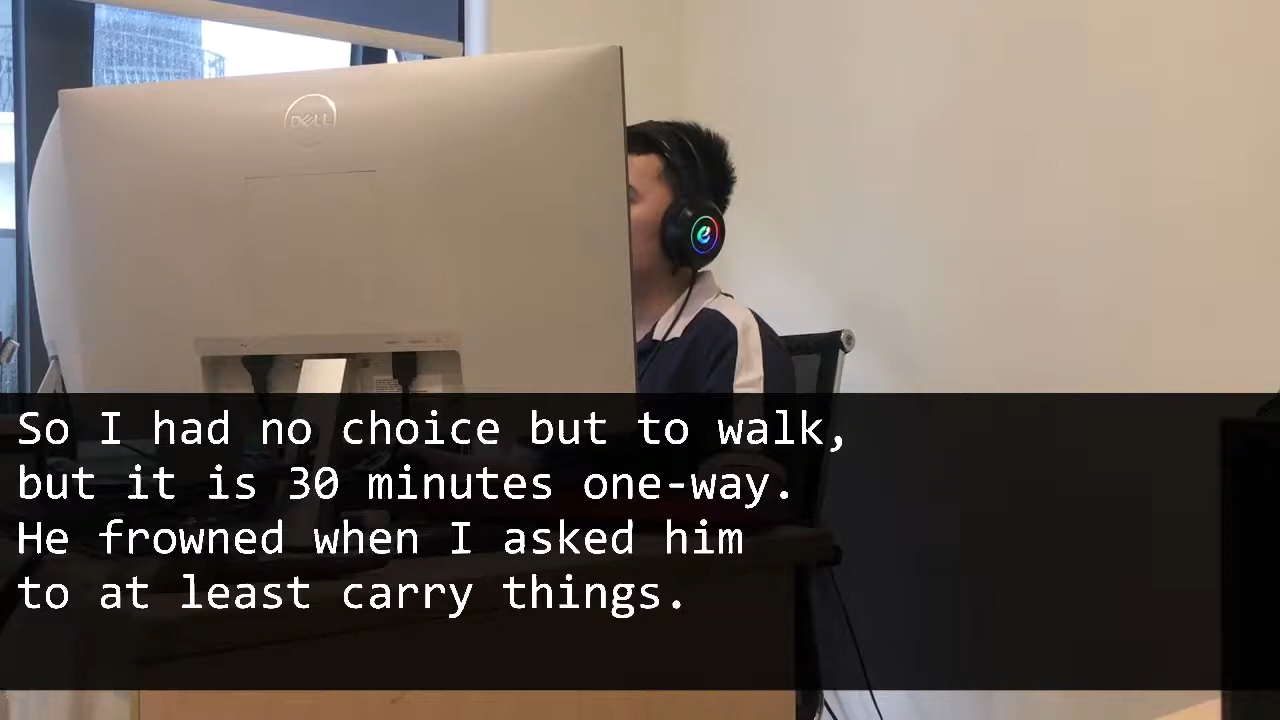 DELL
So I had no choice but to walk,
but it is 30 minutes one-way.
He frowned when I asked him
to at least carry things.